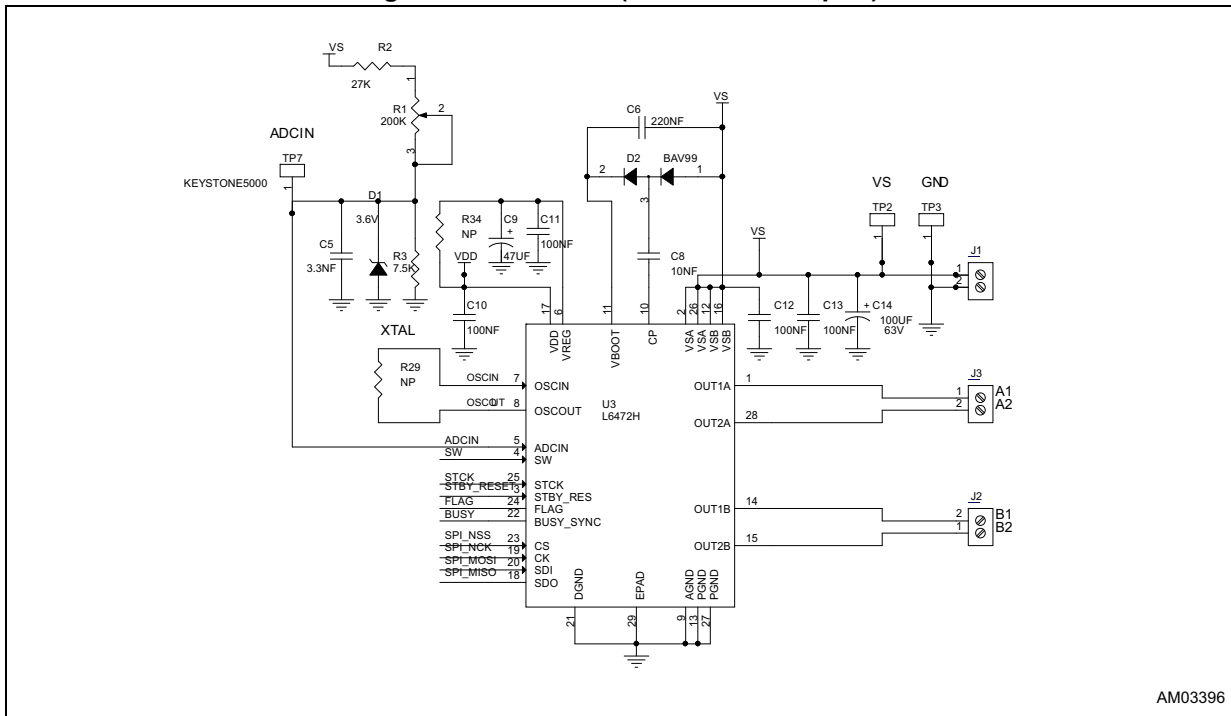 VS
R2
27K
1
R1
200K
2
3
ADCIN
TP7
1
KEYSTONE5000
D1
3.6V
C5
3.3NF
R3
7.5K
R34
NP
C9
+
47UF
C11
100NF
VDD
C10
100NF
C6
220NF
VS
2
D2
BAV99
1
3
C8
10NF
VS
VS
GND
TP2
TP3
1
1
J1
1
2
C12
100NF
C13
100NF
C14
+
100UF
63V
17
6
11
10
2
26
12
16
VDD
VREG
VBOOT
CP
VSA
VSA
VSB
VSB
XTAL
R29
NP
OSCIN
7
OSCIN
OSCOUT
8
OSCOUT
U3
L6472H
ADCIN
5
ADCIN
SW
4
SW
STCK
25
STCK
STBY_RESET
3
STBY_RES
FLAG
24
FLAG
BUSY
22
BUSY_SYNC
SPI_NSS
23
CS
SPI_NCK
19
CK
SPI_MOSI
20
SDI
SPI_MISO
18
SDO
OUT1A
1
OUT2A
28
J3
1
A1
2
A2
OUT1B
14
OUT2B
15
J2
2
B1
1
B2
DGND
EPAD
AGND
PGND
PGND
21
29
9
13
27
AM03396